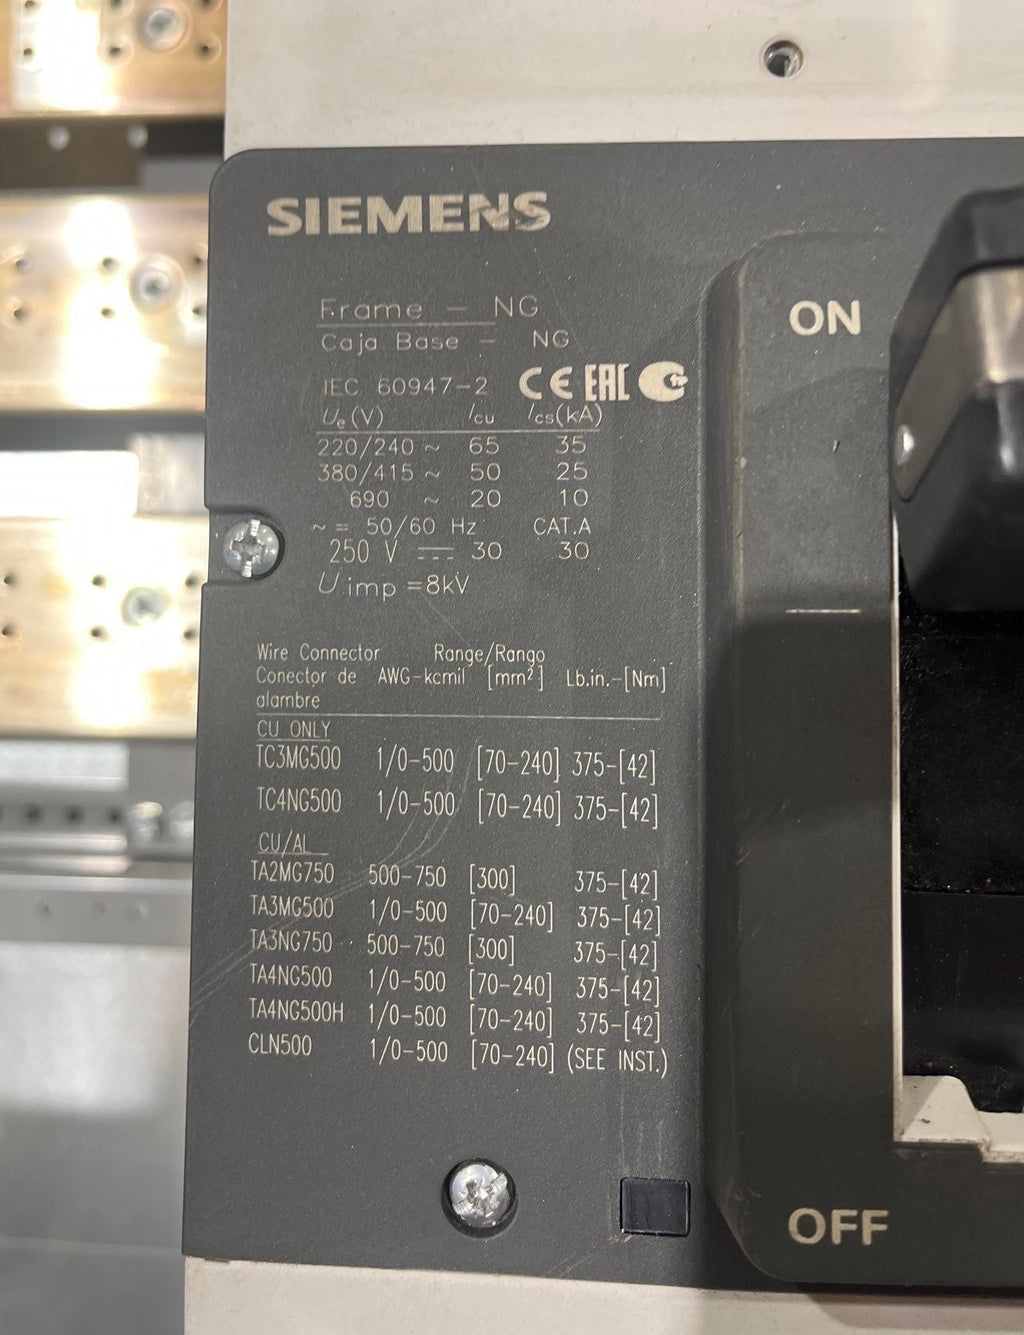 SIEMENS
Frame - NG
Caja Base - NG
IEC 60947-2 CE EAC
Ue(V) Icu Ics(kA)
220/240 ~ 65 35
380/415 ~ 50 25
690 ~ 20 10
~ = 50/60 Hz CAT.A
250 V ⎓ 30 30
U imp =8kV
Wire Connector Range/Rango
Conector de AWG-kcmil [mm²] Lb.in.-[Nm]
alambre
CU ONLY
TC3MG500 1/0-500 [70-240] 375-[42]
TC4NG500 1/0-500 [70-240] 375-[42]
CU/AL
TA2MG750 500-750 [300] 375-[42]
TA3MG500 1/0-500 [70-240] 375-[42]
TA3NG750 500-750 [300] 375-[42]
TA4NG500 1/0-500 [70-240] 375-[42]
TA4NG500H 1/0-500 [70-240] 375-[42]
CLN500 1/0-500 [70-240] (SEE INST.)
ON
OFF